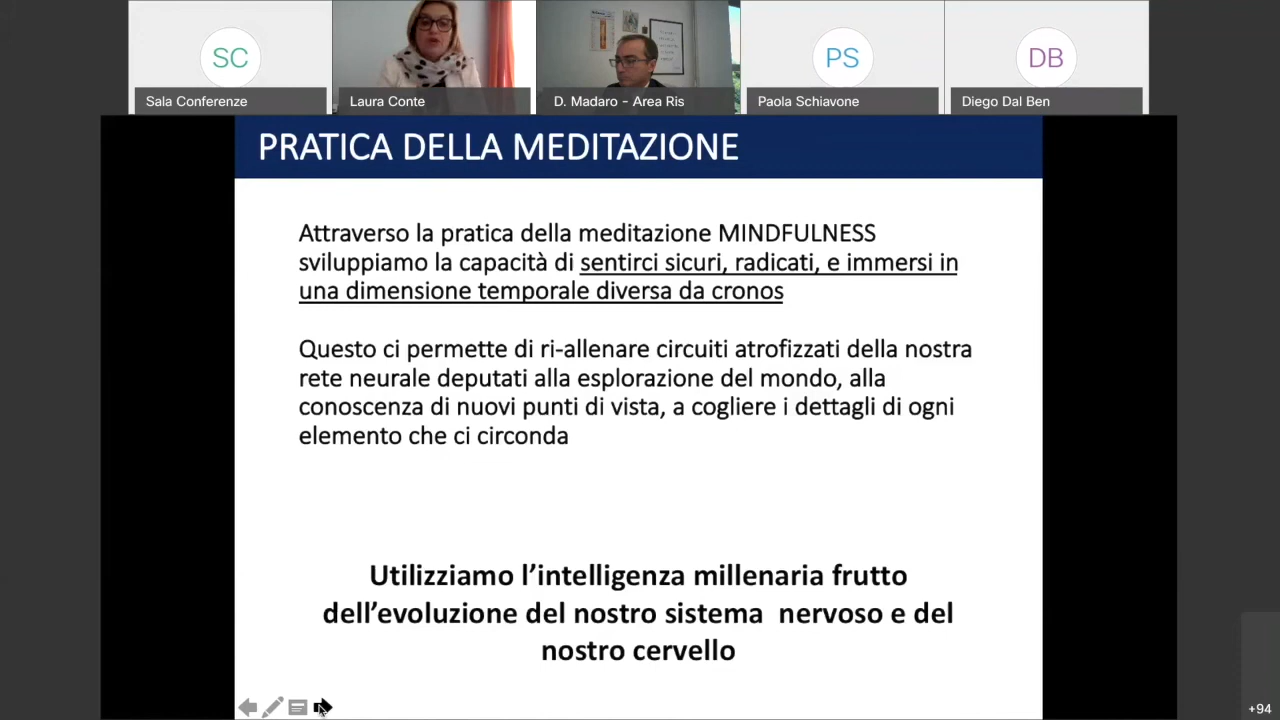 SC
PS
DB
Sala Conferenze
Laura Conte
D. Madaro - Area Ris
Paola Schiavone
Diego Dal Ben
PRATICA DELLA MEDITAZIONE
Attraverso la pratica della meditazione MINDFULNESS
sviluppiamo la capacità di sentirci sicuri, radicati, e immersi in
una dimensione temporale diversa da cronos
Questo ci permette di ri-allenare circuiti atrofizzati della nostra
rete neurale deputati alla esplorazione del mondo, alla
conoscenza di nuovi punti di vista, a cogliere i dettagli di ogni
elemento che ci circonda
Utilizziamo l'intelligenza millenaria frutto
dell'evoluzione del nostro sistema  nervoso e del
nostro cervello
+94